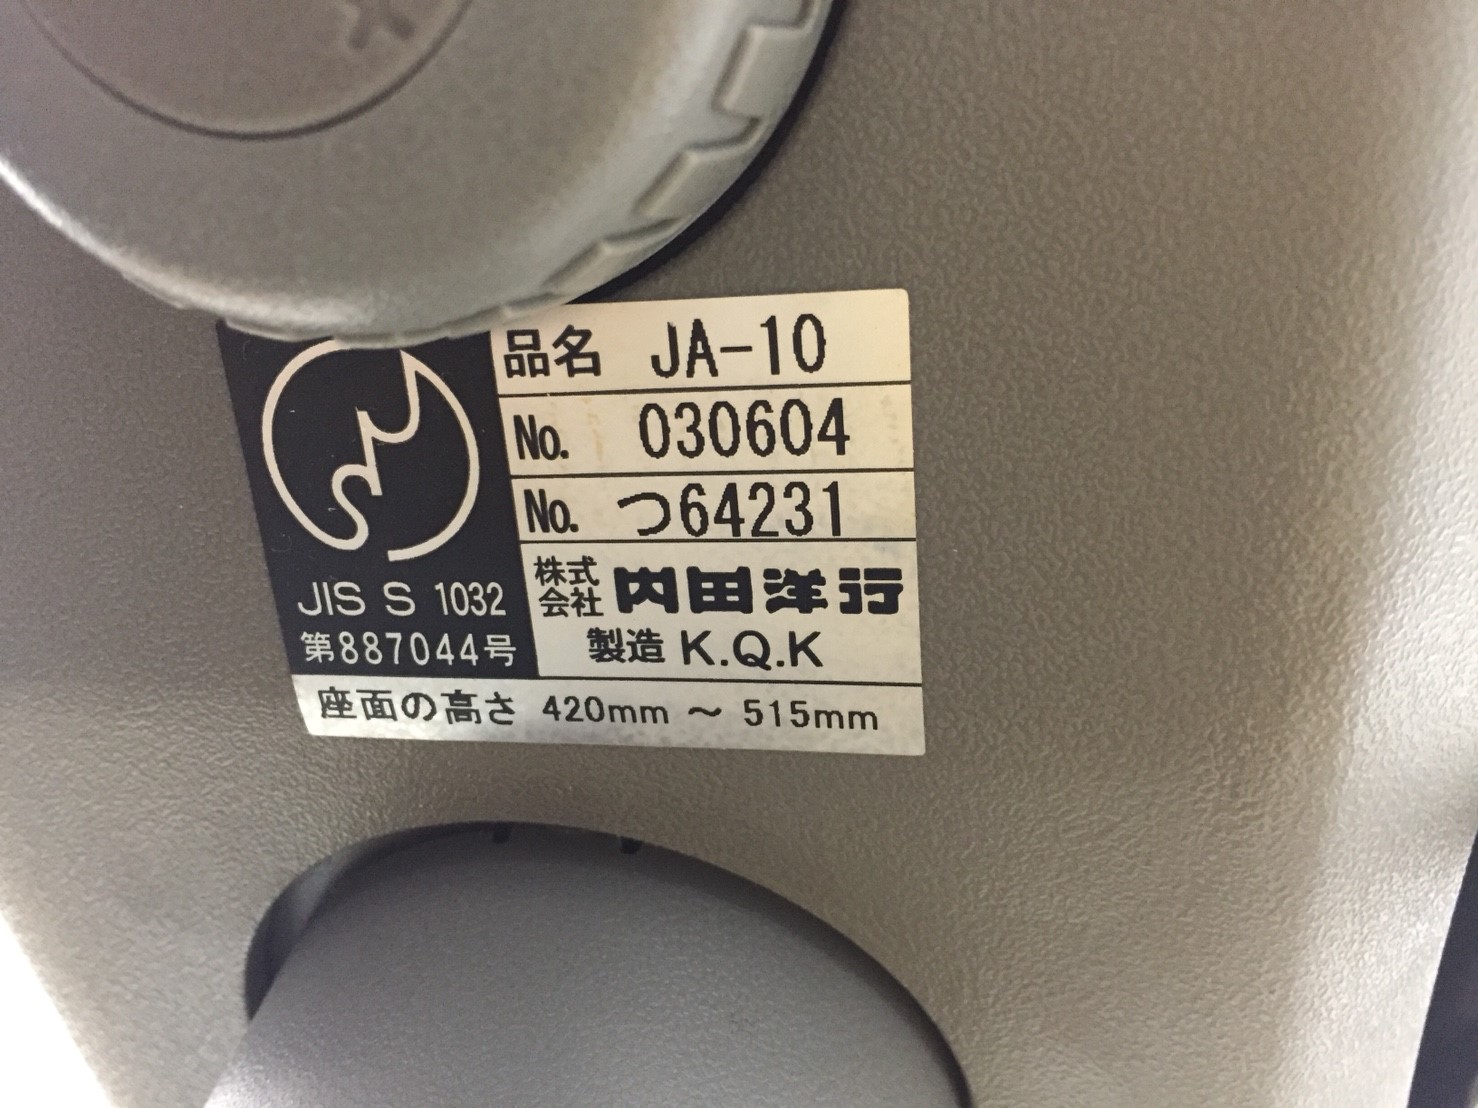 品名 JA-10
No. 030604
No. つ64231
株式会社 内田洋行
製造 K.Q.K
JIS S 1032
第887044号
座面の高さ 420mm ～ 515mm